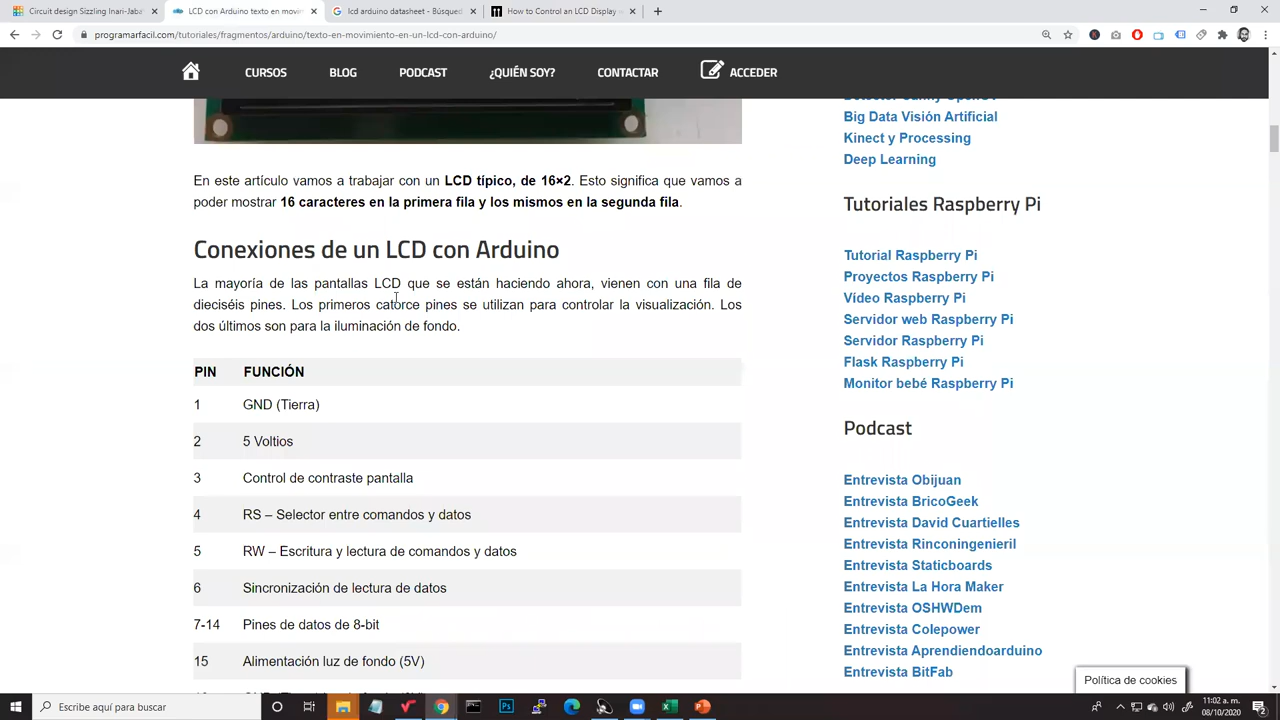 Circuit design Sizzling Inari-Jaba
LCD con Arduino texto en movim
lcd arduino datasheet - Búsqued
How to Control an LCD Display
programarfacil.com/tutoriales/fragmentos/arduino/texto-en-movimiento-en-un-lcd-con-arduino/
CURSOS BLOG PODCAST ¿QUIÉN SOY? CONTACTAR ACCEDER
Big Data Visión Artificial
Kinect y Processing
Deep Learning
En este artículo vamos a trabajar con un LCD típico, de 16×2. Esto significa que vamos a
poder mostrar 16 caracteres en la primera fila y los mismos en la segunda fila.
Conexiones de un LCD con Arduino
La mayoría de las pantallas LCD que se están haciendo ahora, vienen con una fila de
dieciséis pines. Los primeros catorce pines se utilizan para controlar la visualización. Los
dos últimos son para la iluminación de fondo.
PIN FUNCIÓN
1 GND (Tierra)
2 5 Voltios
3 Control de contraste pantalla
4 RS – Selector entre comandos y datos
5 RW – Escritura y lectura de comandos y datos
6 Sincronización de lectura de datos
7-14 Pines de datos de 8-bit
15 Alimentación luz de fondo (5V)
Tutoriales Raspberry Pi
Tutorial Raspberry Pi
Proyectos Raspberry Pi
Vídeo Raspberry Pi
Servidor web Raspberry Pi
Servidor Raspberry Pi
Flask Raspberry Pi
Monitor bebé Raspberry Pi
Podcast
Entrevista Obijuan
Entrevista BricoGeek
Entrevista David Cuartielles
Entrevista Rinconingenieril
Entrevista Staticboards
Entrevista La Hora Maker
Entrevista OSHWDem
Entrevista Colepower
Entrevista Aprendiendoarduino
Entrevista BitFab
Política de cookies
Escribe aquí para buscar
11:02 a. m.
08/10/2020